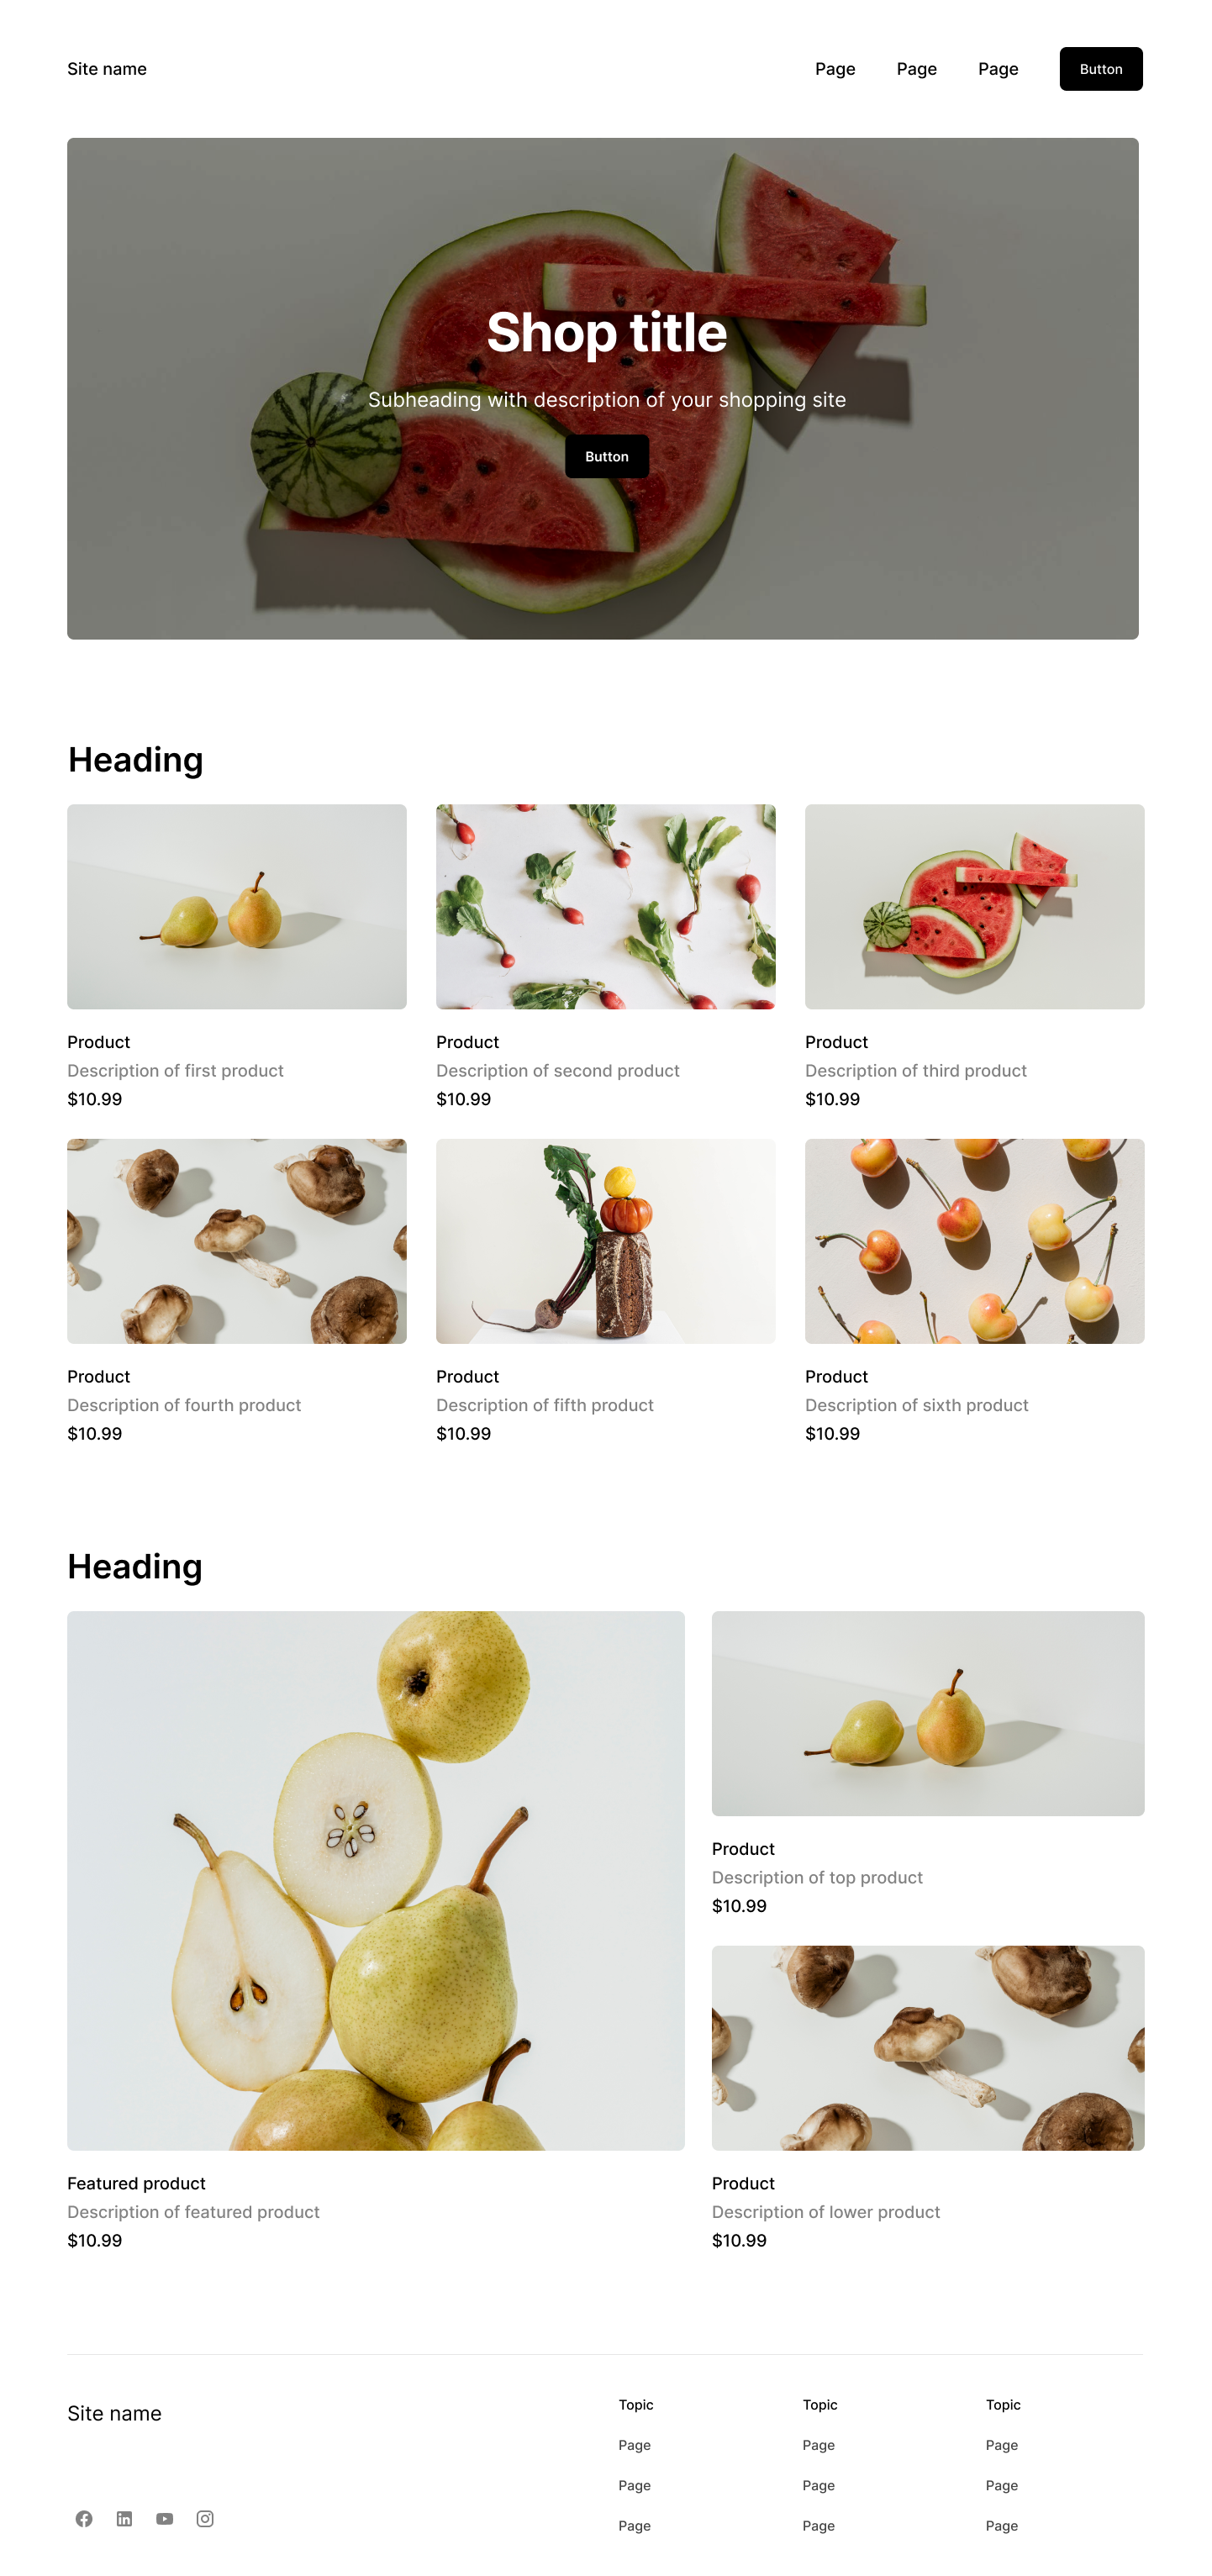 Site name
Page
Page
Page
Button
Shop title
Subheading with description of your shopping site
Button
Heading
Product
Description of first product
$10.99
Product
Description of second product
$10.99
Product
Description of third product
$10.99
Product
Description of fourth product
$10.99
Product
Description of fifth product
$10.99
Product
Description of sixth product
$10.99
Heading
Featured product
Description of featured product
$10.99
Product
Description of top product
$10.99
Product
Description of lower product
$10.99
Site name
Topic
Page
Page
Page
Topic
Page
Page
Page
Topic
Page
Page
Page